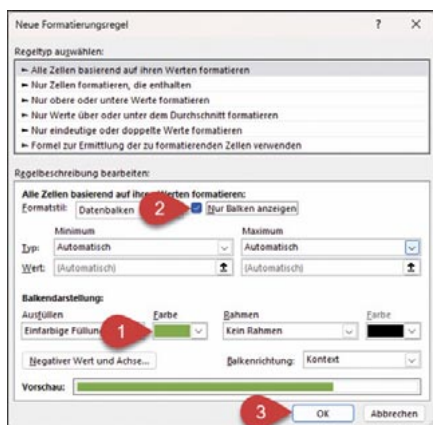 Neue Formatierungsregel ? ×
Regeltyp auswählen:
► Alle Zellen basierend auf ihren Werten formatieren
► Nur Zellen formatieren, die enthalten
► Nur obere oder untere Werte formatieren
► Nur Werte über oder unter dem Durchschnitt formatieren
► Nur eindeutige oder doppelte Werte formatieren
► Formel zur Ermittlung der zu formatierenden Zellen verwenden
Regelbeschreibung bearbeiten:
Alle Zellen basierend auf ihren Werten formatieren:
Formatstil: Datenbalken 2 Nur Balken anzeigen
Minimum Maximum
Typ: Automatisch Automatisch
Wert: (Automatisch) (Automatisch)
Balkendarstellung:
Ausfüllen Farbe Rahmen Farbe
Einfarbige Füllung 1 Kein Rahmen
Negativer Wert und Achse... Balkenrichtung: Kontext
Vorschau:
3 OK Abbrechen